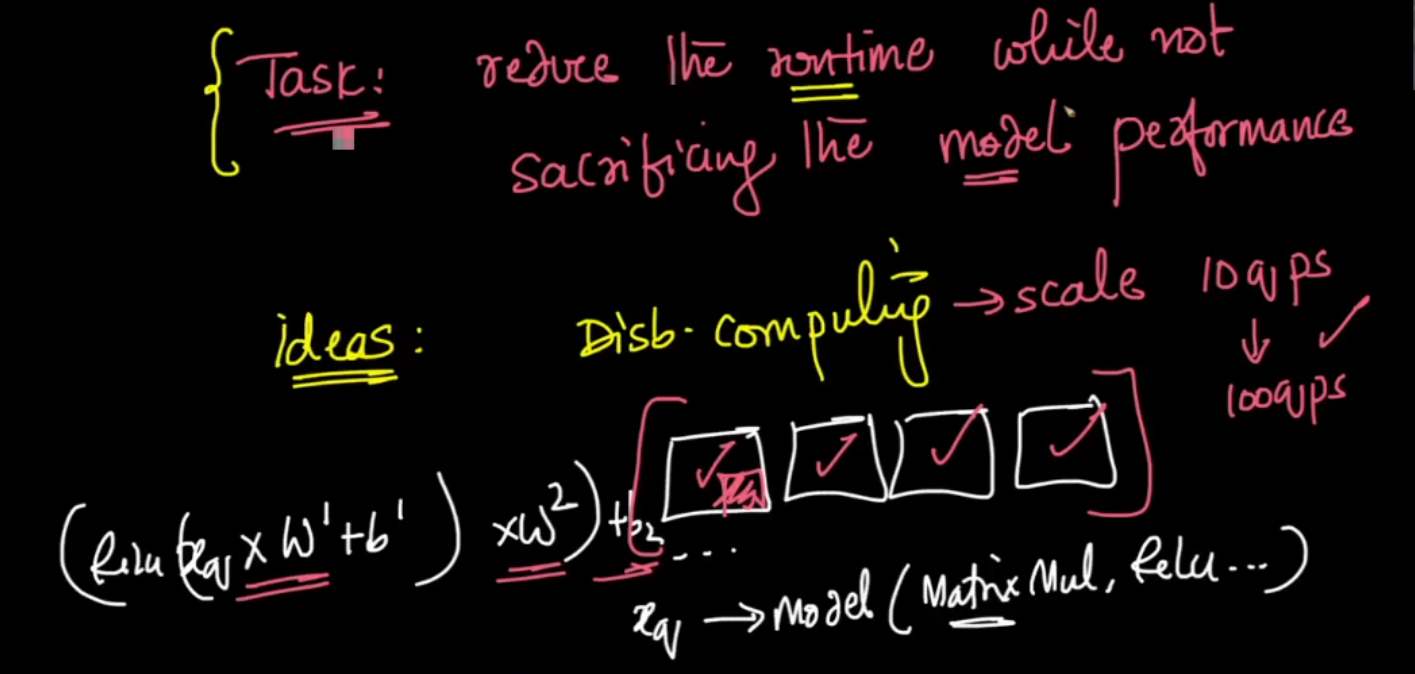 Task: reduce the runtime while not
sacrificing the model performance
ideas: Disb. computing → scale 10qps
↓
100qps
(Relu(xq × W¹+b¹) ×W²)+b₂ ...
xq → Model (Matrix Mul, Relu...)